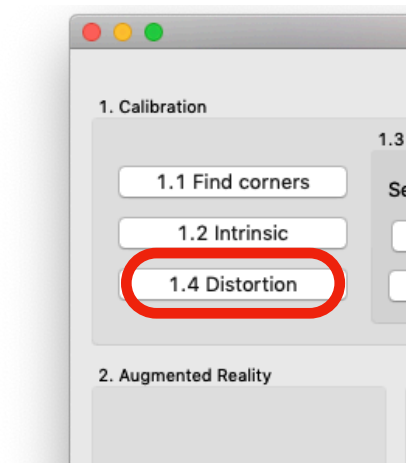 1. Calibration
1.3
1.1 Find corners
Se
1.2 Intrinsic
1.4 Distortion
2. Augmented Reality